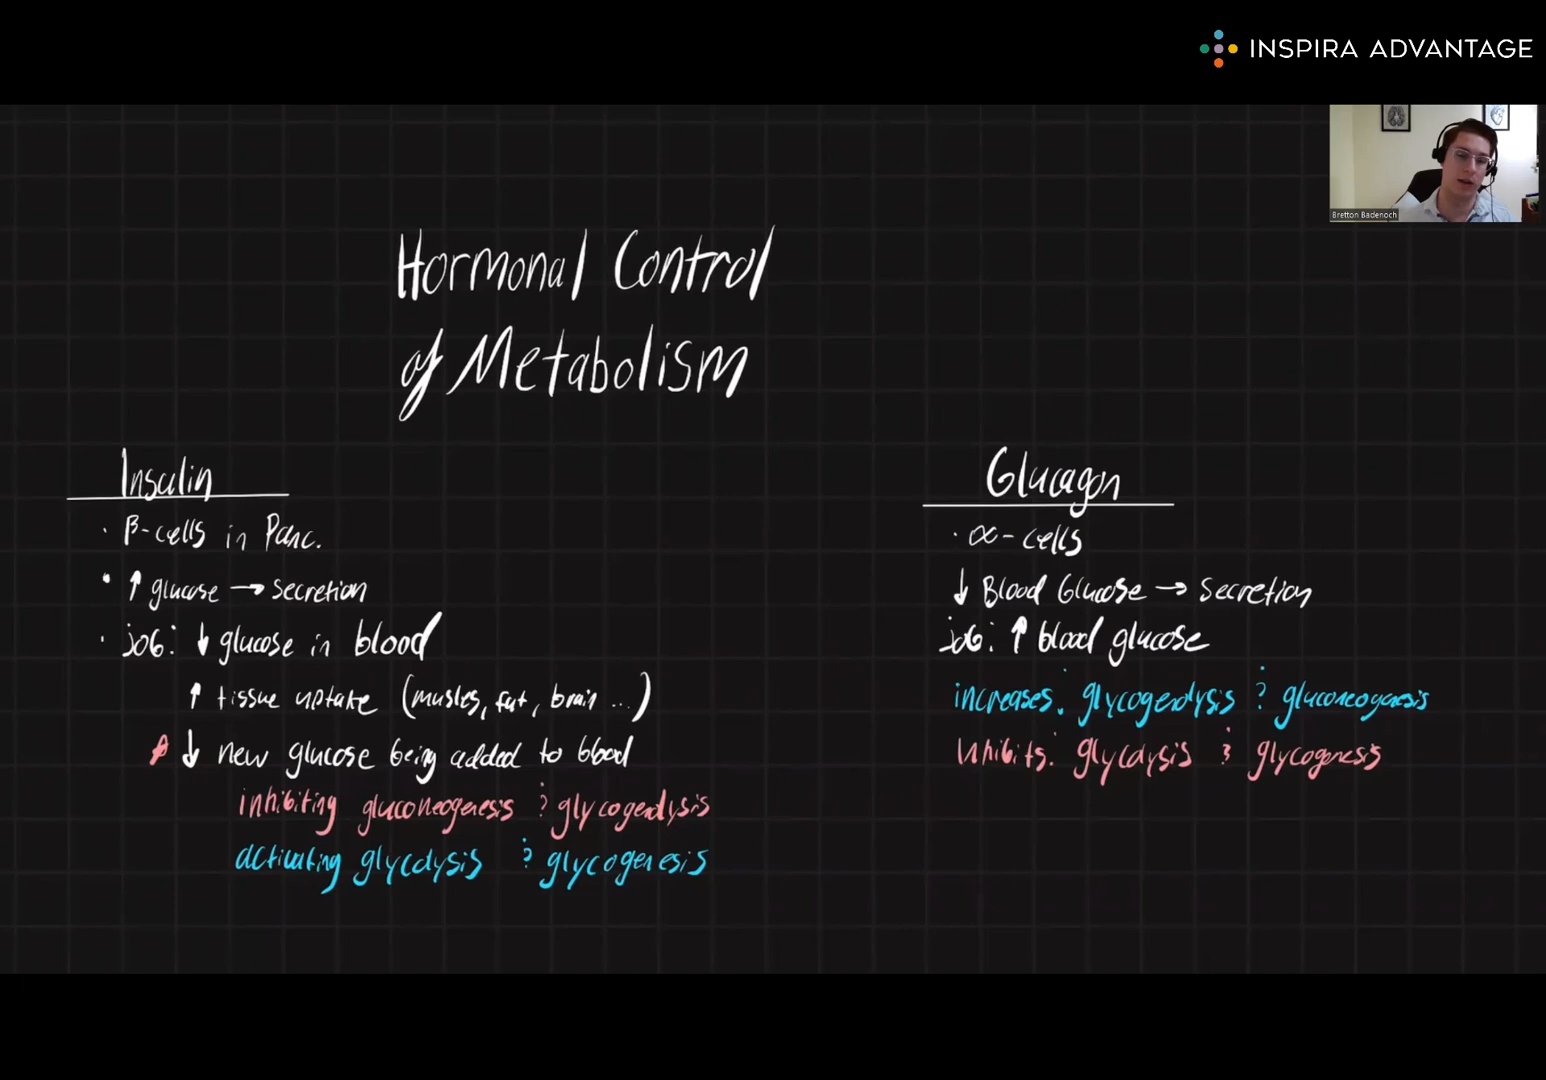 INSPIRA ADVANTAGE
Bretton Badenoch
Hormonal Control
of Metabolism
Insulin
· β-cells in Panc.
• ↑ glucose → secretion
· job: ↓ glucose in blood
↑ tissue uptake (musles, fat, brain ...)
↓ new glucose being added to blood
inhibiting gluconeogenesis & glycogenolysis
activating glycolysis & glycogenesis
Glucagon
· α-cells
↓ Blood Glucose → secretion
job: ↑ blood glucose
increases: glycogenolysis & gluconeogenesis
inhibits: glycolysis & glycogenesis